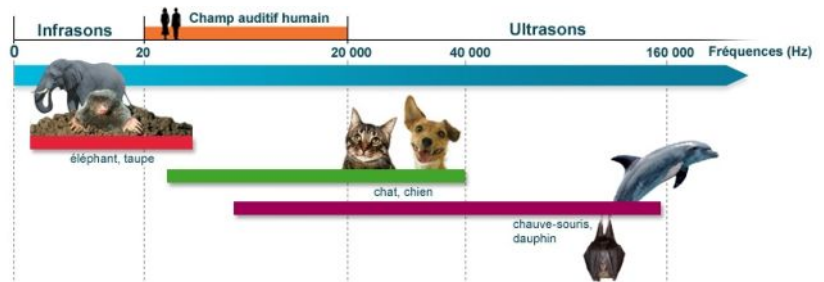 Infrasons
Champ auditif humain
Ultrasons
0
20
20 000
40 000
160 000
Fréquences (Hz)
éléphant, taupe
chat, chien
chauve-souris,
dauphin